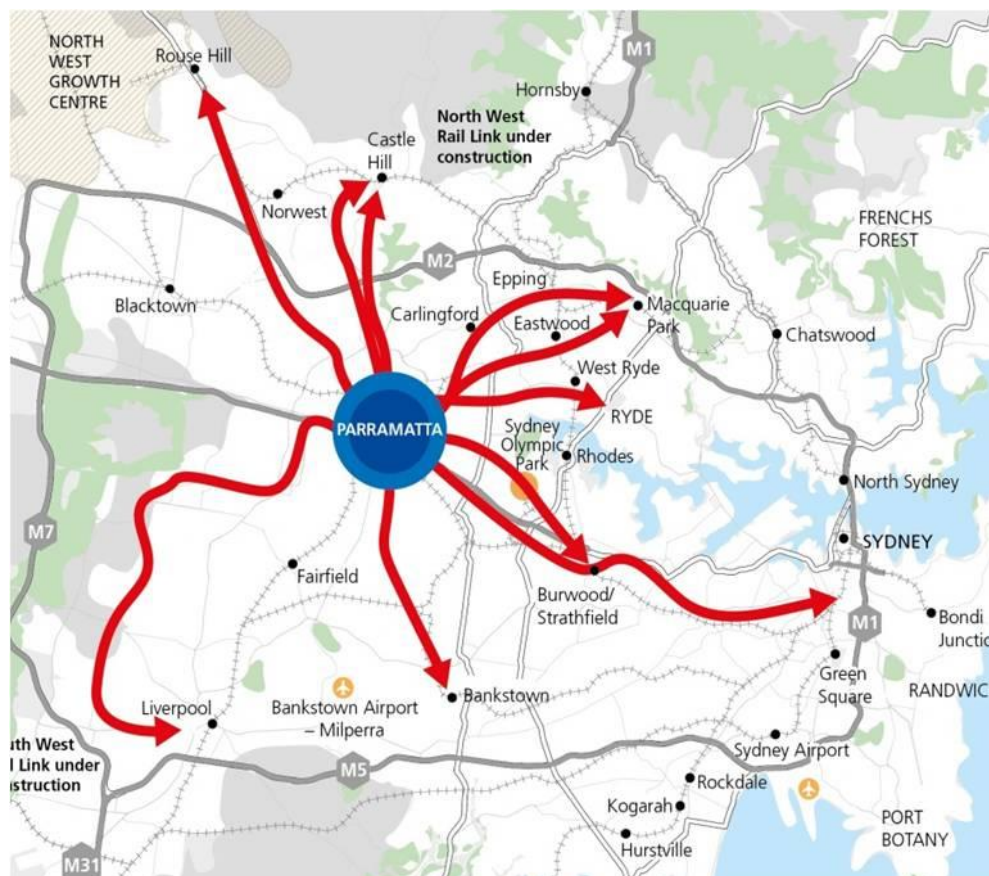 NORTH
WEST
GROWTH
CENTRE
Rouse Hill
M1
Hornsby
North West
Rail Link under
construction
Castle
Hill
Norwest
FRENCHS
FOREST
M2
Blacktown
Epping
Carlingford
Eastwood
Macquarie
Park
Chatswood
West Ryde
RYDE
PARRAMATTA
Sydney
Olympic
Park
Rhodes
North Sydney
M7
SYDNEY
Fairfield
Burwood/
Strathfield
M1
Bondi
Junctio
Green
Square
RANDWIC
Liverpool
Bankstown Airport
– Milperra
Bankstown
uth West
l Link under
nstruction
M5
Sydney Airport
Rockdale
Kogarah
Hurstville
PORT
BOTANY
M31